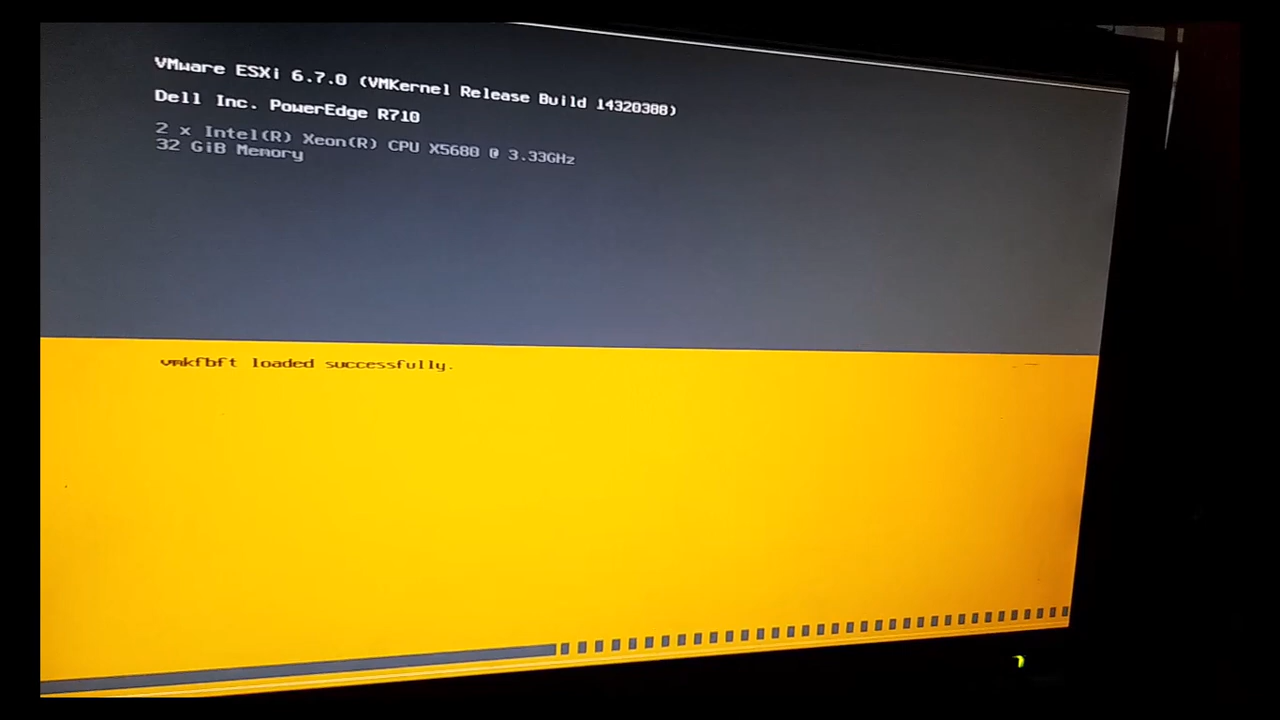 VMware ESXi 6.7.0 (VMKernel Release Build 14320388)
Dell Inc. PowerEdge R710
2 x Intel(R) Xeon(R) CPU X5680 @ 3.33GHz
32 GiB Memory
vmkfbft loaded successfully.